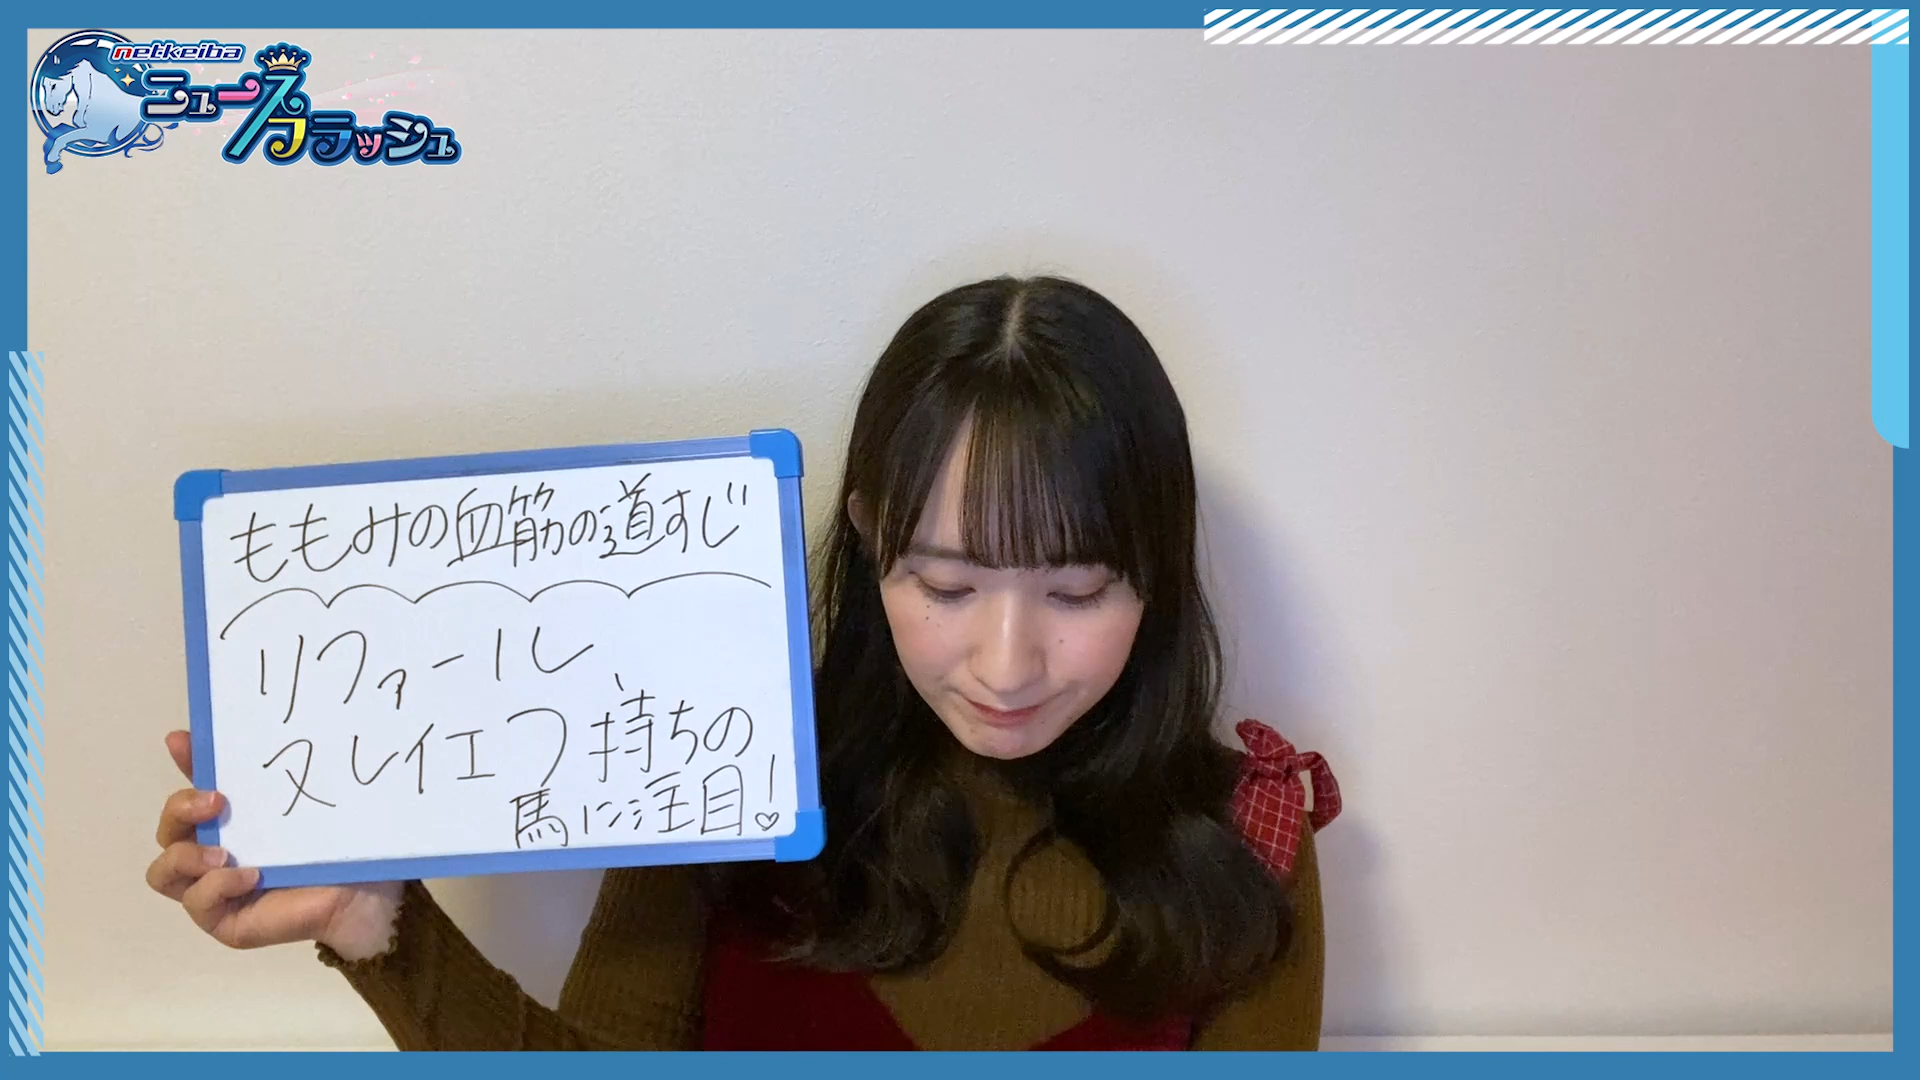 netkeiba
ニュース
フラッシュ
ももみの血筋の道すじ
リファール、
ヌレイエフ持ちの
馬に注目！♡